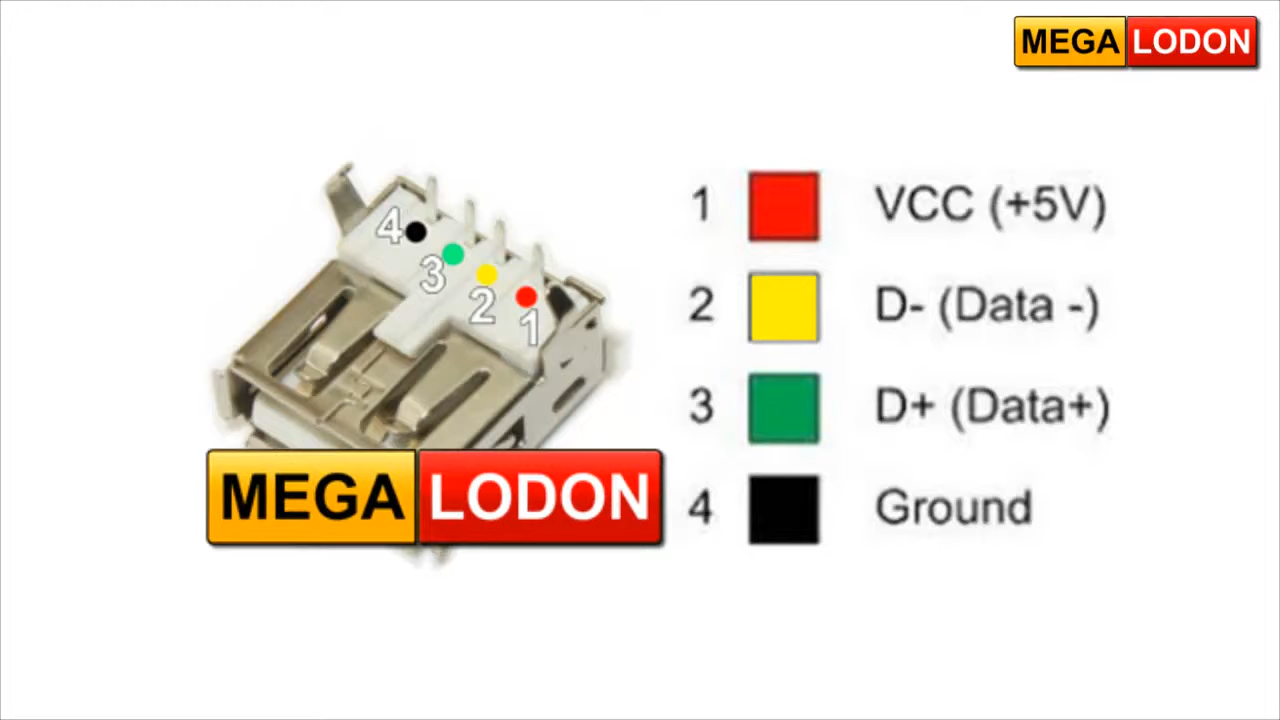 MEGA LODON
4
3
2
1
1 VCC (+5V)
2 D- (Data -)
3 D+ (Data+)
4 Ground
MEGA LODON